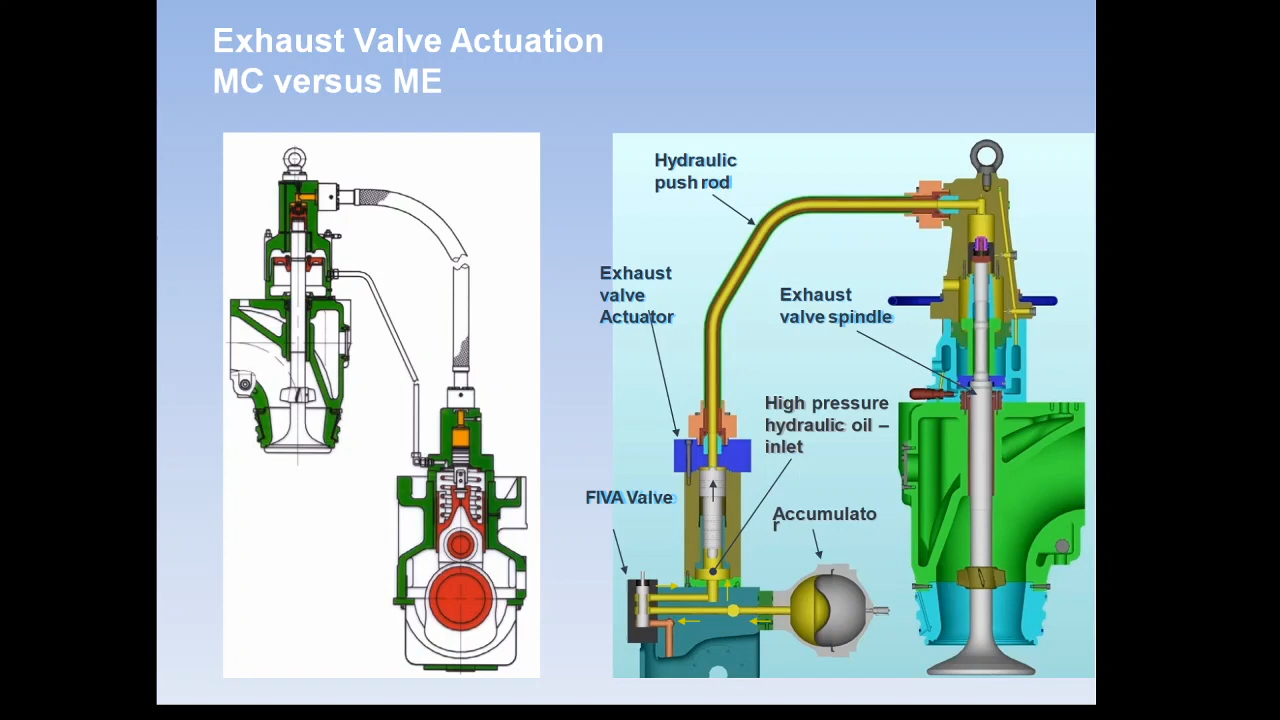 Exhaust Valve Actuation
MC versus ME
Hydraulic
push rod
Exhaust
valve
Actuator
Exhaust
valve spindle
High pressure
hydraulic oil –
inlet
FIVA Valve
Accumulato
r